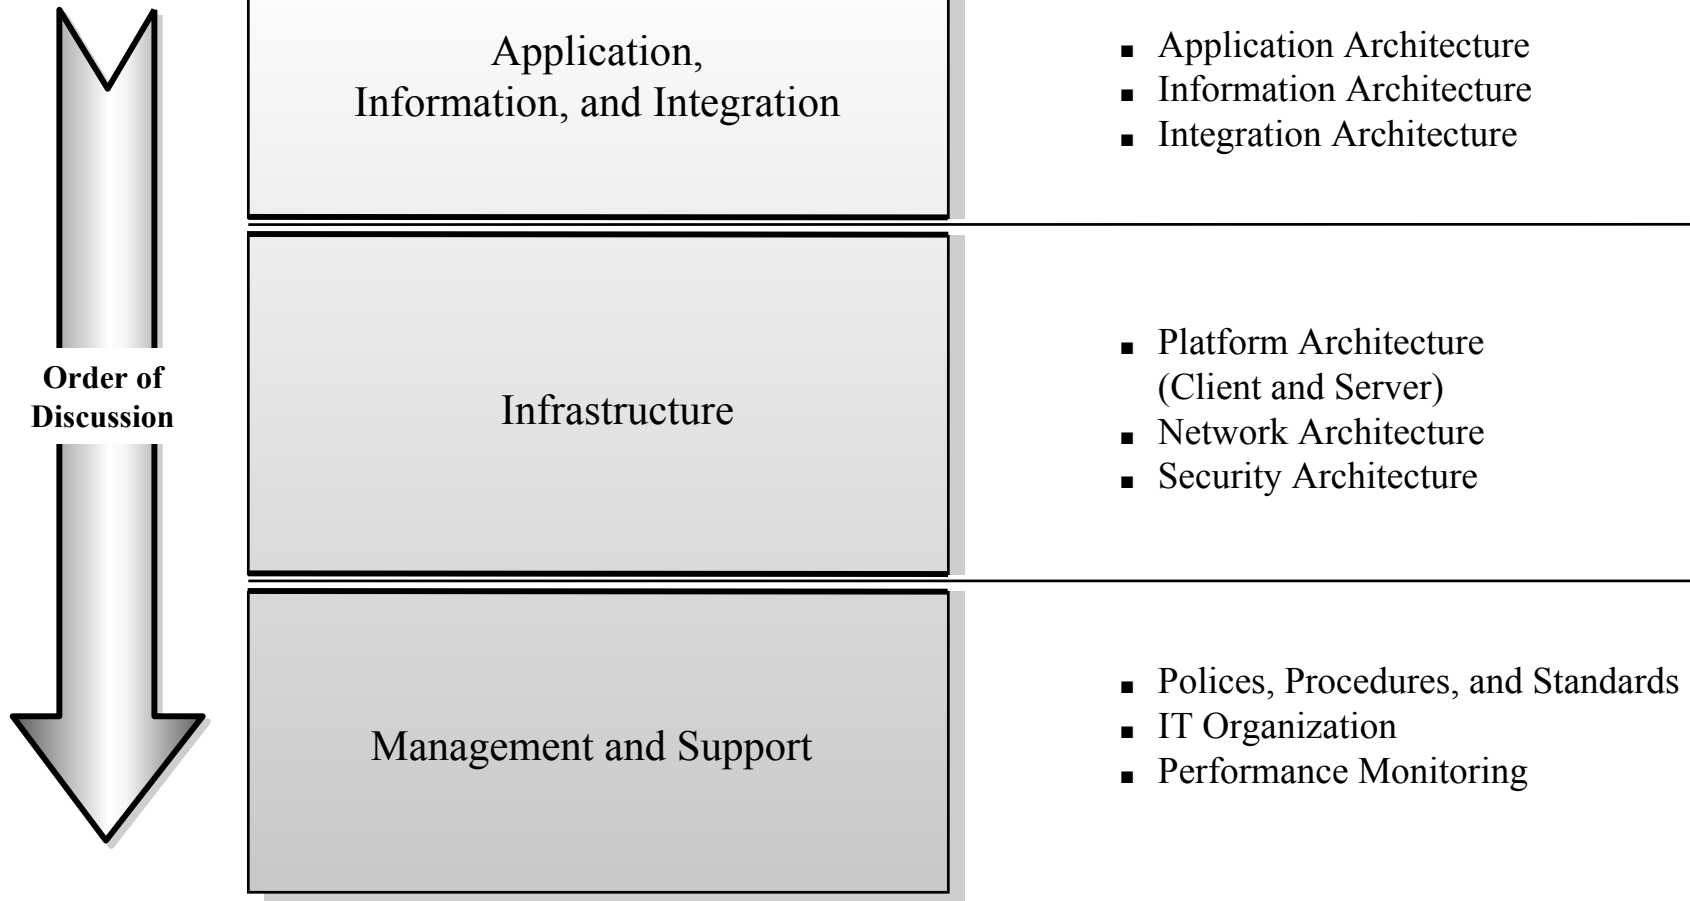 Application,
Information, and Integration
■ Application Architecture
■ Information Architecture
■ Integration Architecture
Order of
Discussion
Infrastructure
■ Platform Architecture
(Client and Server)
■ Network Architecture
■ Security Architecture
Management and Support
■ Polices, Procedures, and Standards
■ IT Organization
■ Performance Monitoring